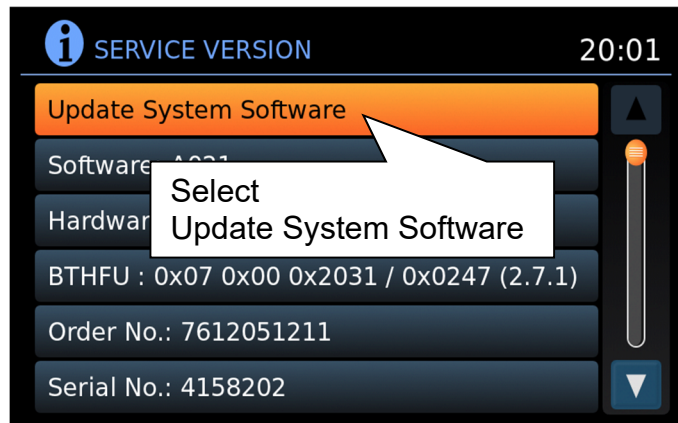 SERVICE VERSION 20:01
Update System Software
Software
Hardwar
Select
Update System Software
BTHFU : 0x07 0x00 0x2031 / 0x0247 (2.7.1)
Order No.: 7612051211
Serial No.: 4158202